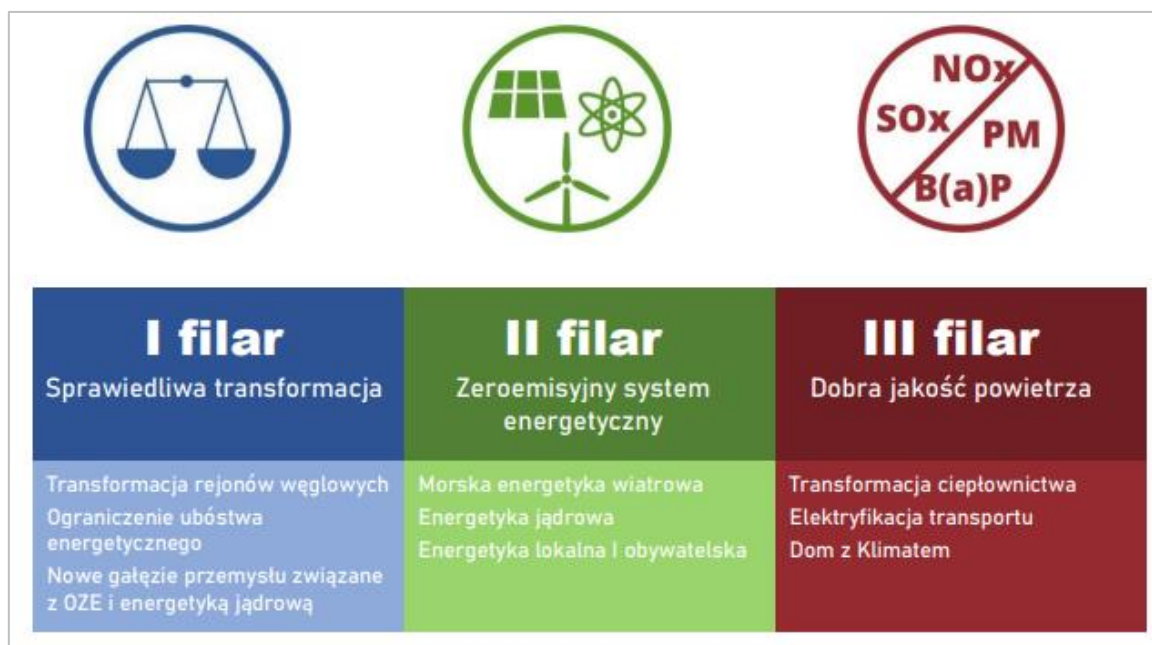 NOx
SOx
PM
B(a)P
I filar
Sprawiedliwa transformacja
Transformacja rejonów węglowych
Ograniczenie ubóstwa
energetycznego
Nowe gałęzie przemysłu związane
z OZE i energetyką jądrową
II filar
Zeroemisyjny system
energetyczny
Morska energetyka wiatrowa
Energetyka jądrowa
Energetyka lokalna I obywatelska
III filar
Dobra jakość powietrza
Transformacja ciepłownictwa
Elektryfikacja transportu
Dom z Klimatem